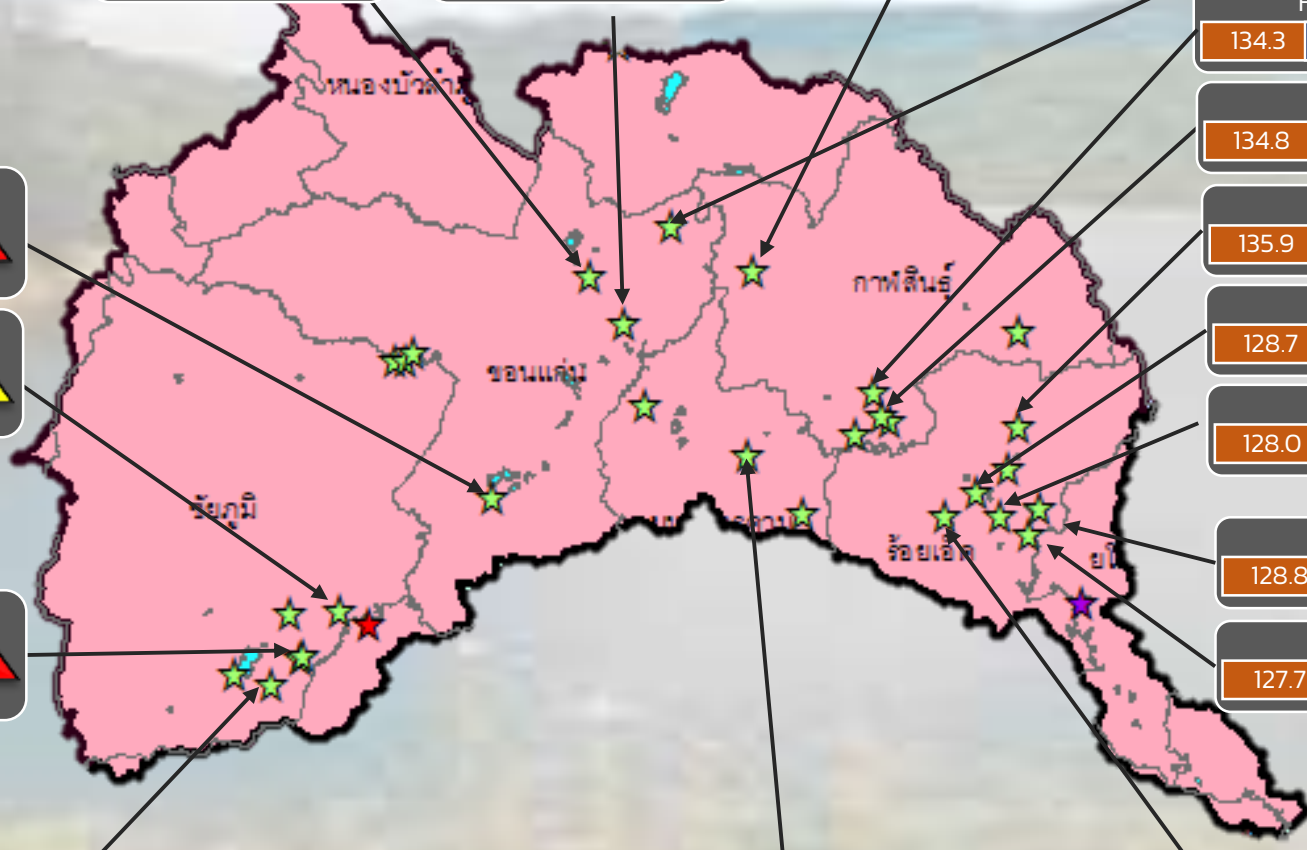 134.3
หนองบัวลำภู
134.8
135.9
กาฬสินธุ์
128.7
ขอนแก่น
128.0
ชัยภูมิ
ร้อยเอ็ด
128.8
127.7